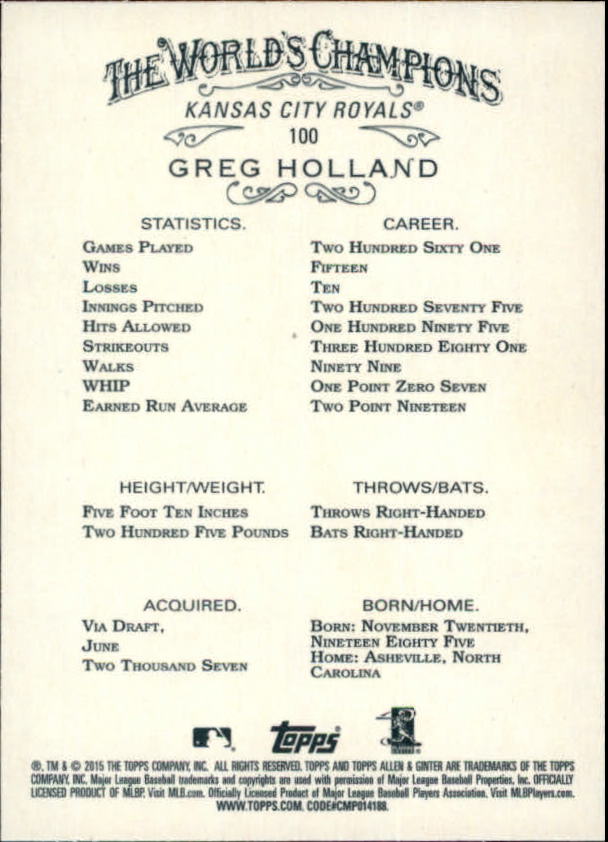 THE WORLD'S CHAMPIONS
KANSAS CITY ROYALS®
100
GREG HOLLAND
STATISTICS. CAREER.
GAMES PLAYED TWO HUNDRED SIXTY ONE
WINS FIFTEEN
LOSSES TEN
INNINGS PITCHED TWO HUNDRED SEVENTY FIVE
HITS ALLOWED ONE HUNDRED NINETY FIVE
STRIKEOUTS THREE HUNDRED EIGHTY ONE
WALKS NINETY NINE
WHIP ONE POINT ZERO SEVEN
EARNED RUN AVERAGE TWO POINT NINETEEN
HEIGHT/WEIGHT. THROWS/BATS.
FIVE FOOT TEN INCHES THROWS RIGHT-HANDED
TWO HUNDRED FIVE POUNDS BATS RIGHT-HANDED
ACQUIRED.
VIA DRAFT,
JUNE
TWO THOUSAND SEVEN
BORN/HOME.
BORN: NOVEMBER TWENTIETH,
NINETEEN EIGHTY FIVE
HOME: ASHEVILLE, NORTH
CAROLINA
Topps®
®, TM & © 2015 THE TOPPS COMPANY, INC. ALL RIGHTS RESERVED. TOPPS AND TOPPS ALLEN & GINTER ARE TRADEMARKS OF THE TOPPS
COMPANY, INC. Major League Baseball trademarks and copyrights are used with permission of Major League Baseball Properties, Inc. OFFICIALLY
LICENSED PRODUCT OF MLBP. Visit MLB.com. Officially Licensed Product of Major League Baseball Players Association. Visit MLBPlayers.com.
WWW.TOPPS.COM. CODE#CMP014188.